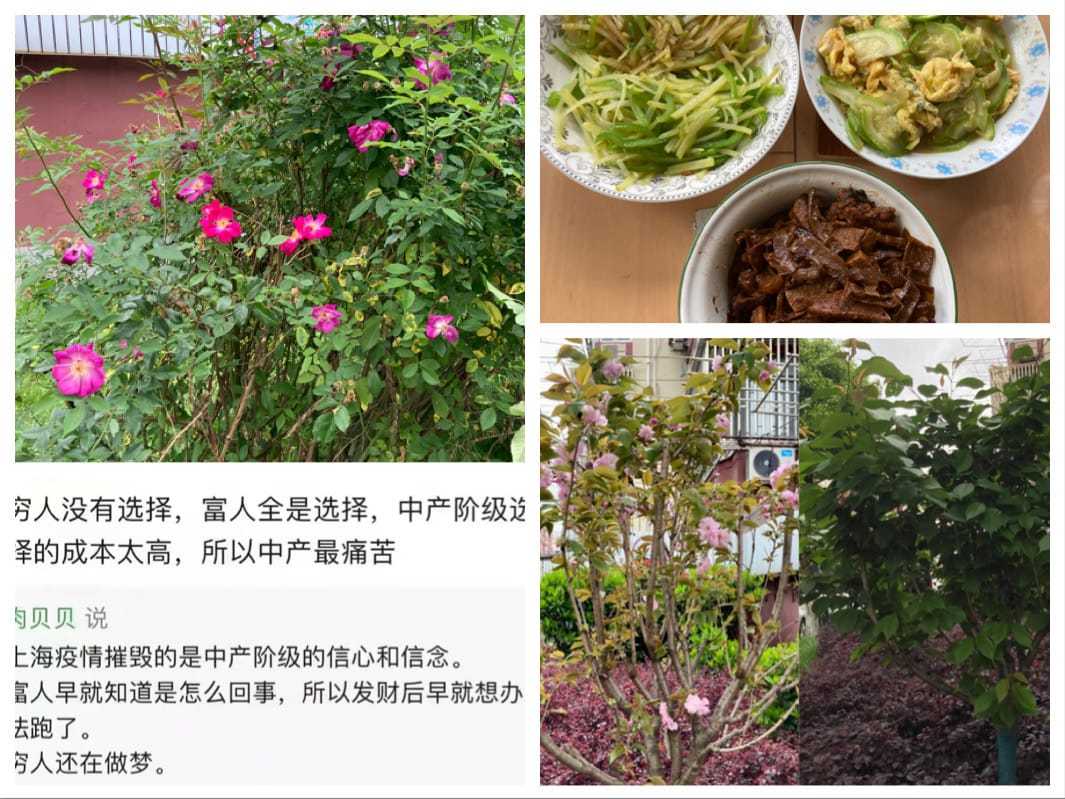 穷人没有选择，富人全是选择，中产阶级选
择的成本太高，所以中产最痛苦
贝贝 说
上海疫情摧毁的是中产阶级的信心和信念。
富人早就知道是怎么回事，所以发财后早就想办
法跑了。
穷人还在做梦。